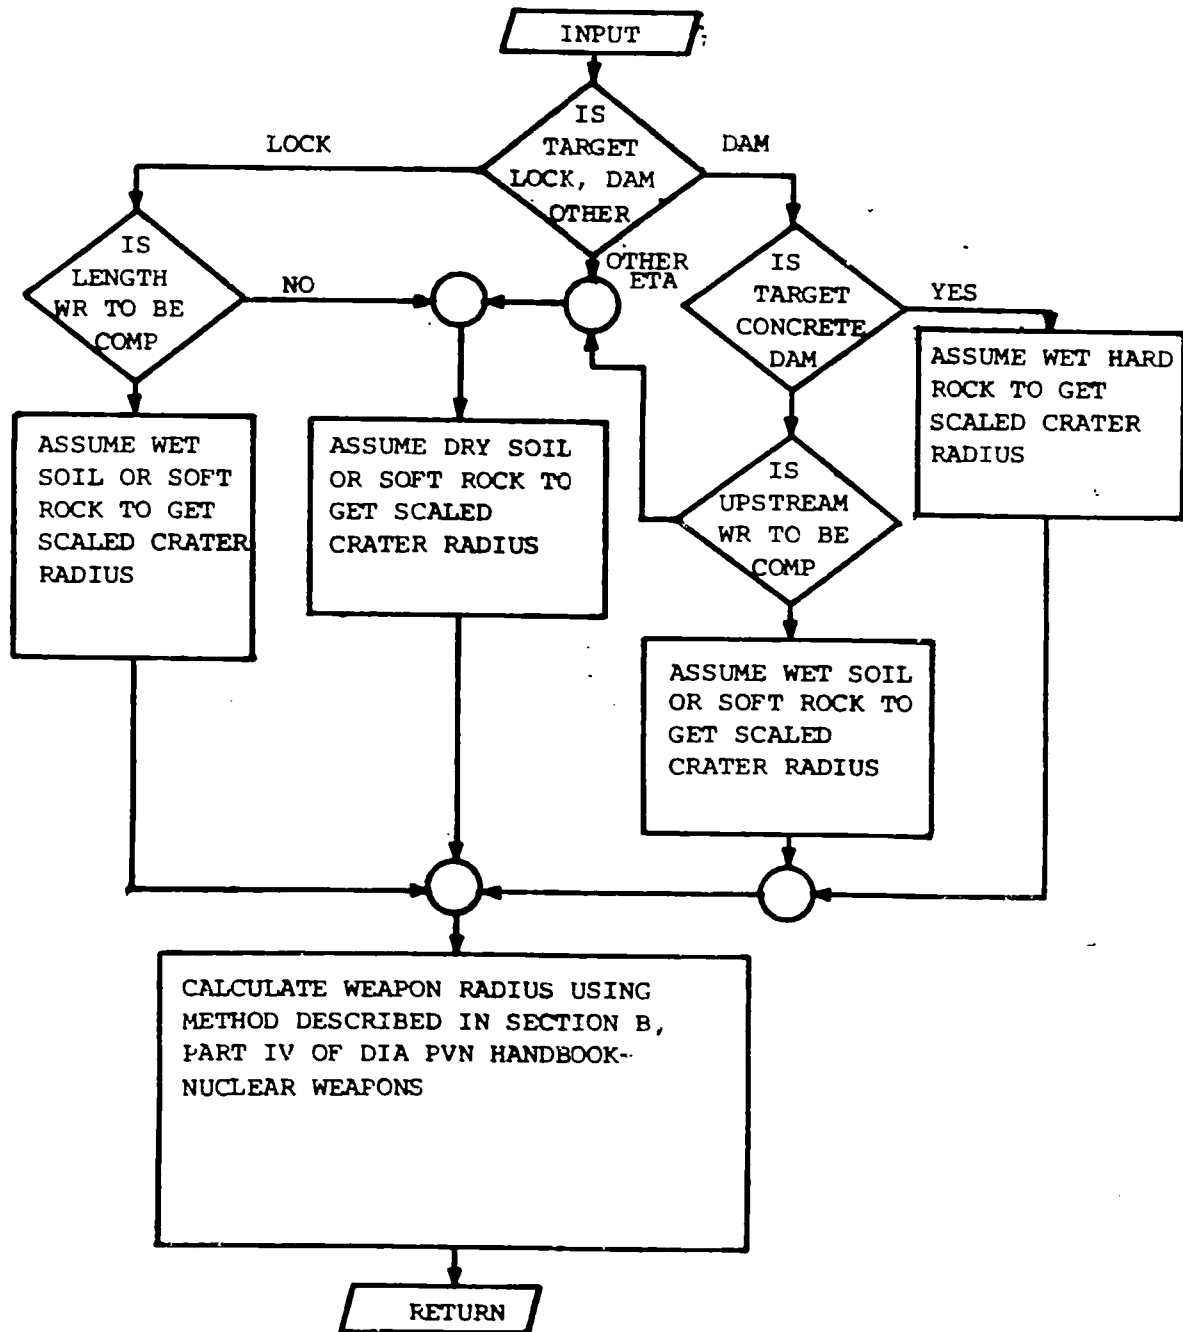 INPUT
IS
TARGET
LOCK, DAM
OTHER
LOCK
DAM
OTHER
ETA
IS
LENGTH
WR TO BE
COMP
NO
IS
TARGET
CONCRETE
DAM
YES
ASSUME WET HARD
ROCK TO GET
SCALED CRATER
RADIUS
ASSUME WET
SOIL OR SOFT
ROCK TO GET
SCALED CRATER
RADIUS
ASSUME DRY SOIL
OR SOFT ROCK TO
GET SCALED
CRATER RADIUS
IS
UPSTREAM
WR TO BE
COMP
ASSUME WET SOIL
OR SOFT ROCK TO
GET SCALED
CRATER RADIUS
CALCULATE WEAPON RADIUS USING
METHOD DESCRIBED IN SECTION B,
PART IV OF DIA PVN HANDBOOK-
NUCLEAR WEAPONS
RETURN